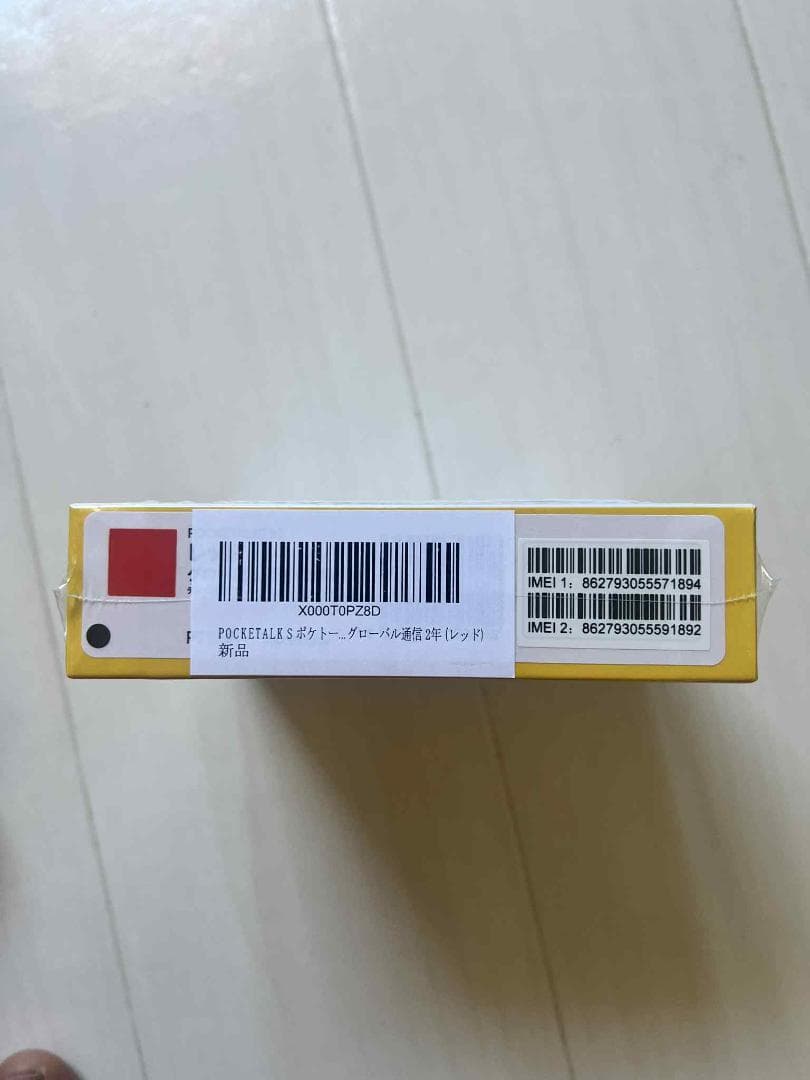 X000T0PZ8D
POCKETALK S ポケトー...グローバル通信 2年 (レッド)
新品
IMEI 1: 862793055571894
IMEI 2: 862793055591892